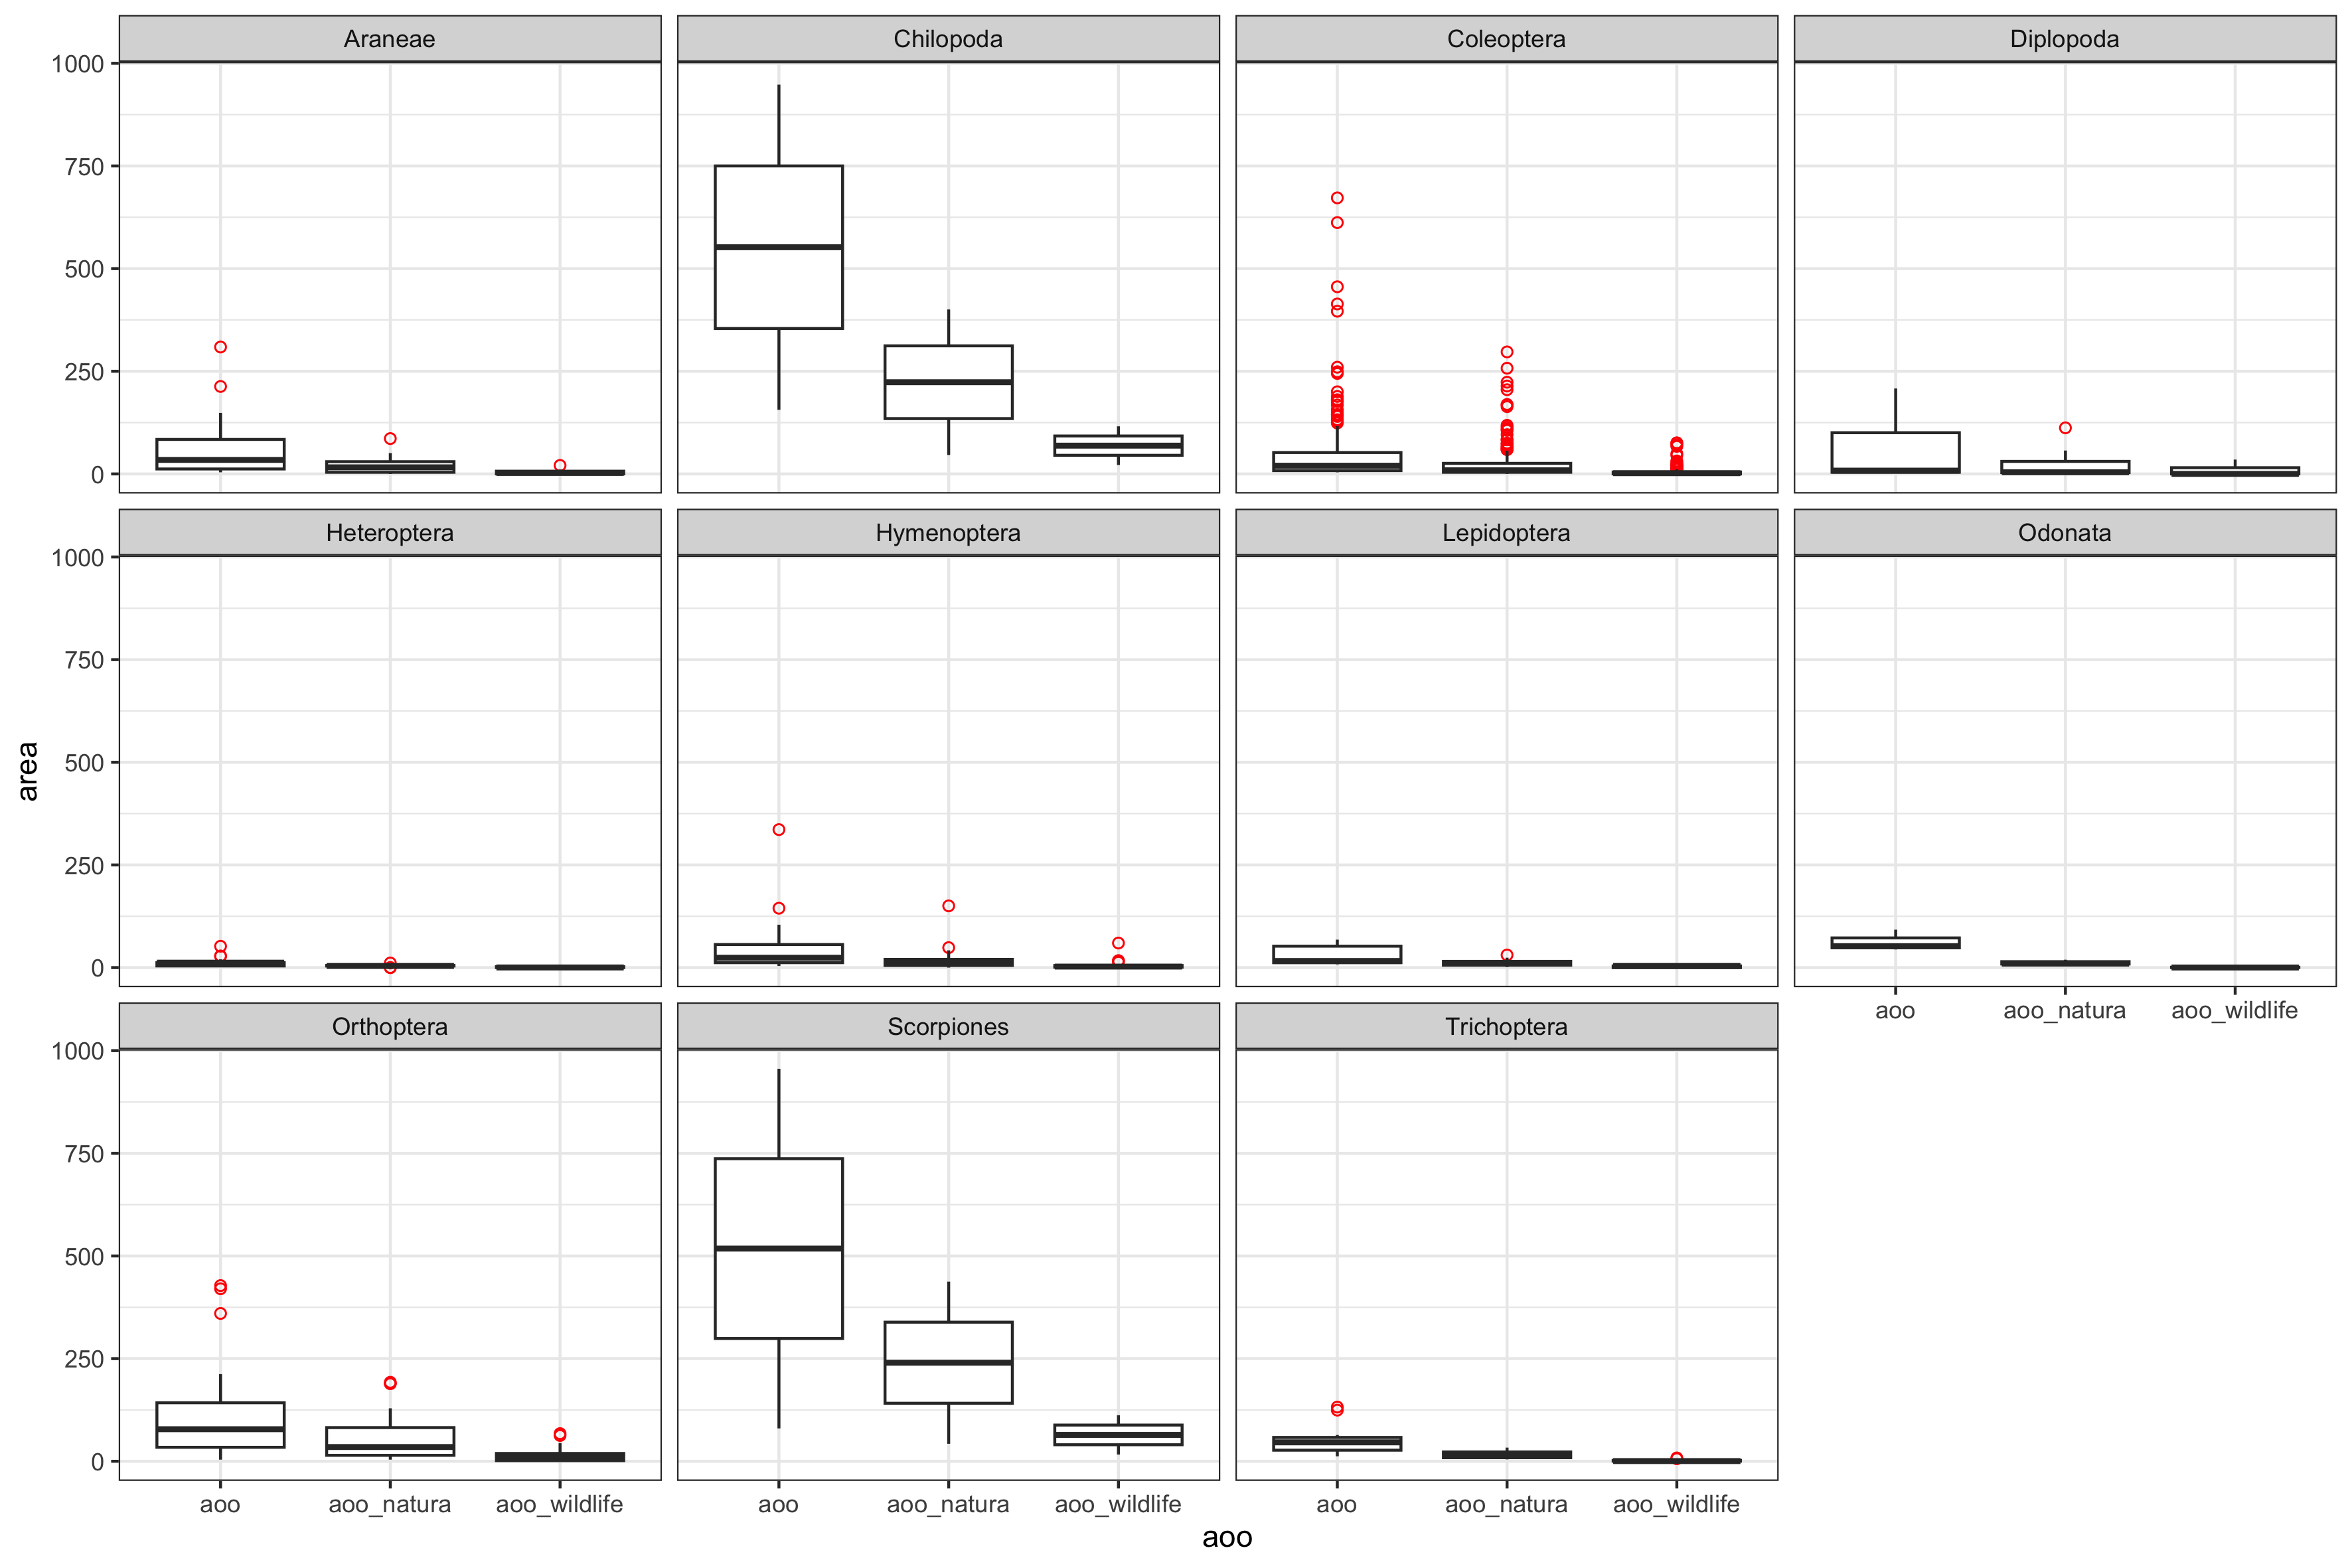 Araneae Chilopoda Coleoptera Diplopoda
1000
750
500
250
0
Heteroptera Hymenoptera Lepidoptera Odonata
1000
750
500
250
0
aoo aoo_natura aoo_wildlife
Orthoptera Scorpiones Trichoptera
1000
750
500
250
0
aoo aoo_natura aoo_wildlife aoo aoo_natura aoo_wildlife aoo aoo_natura aoo_wildlife
aoo
area